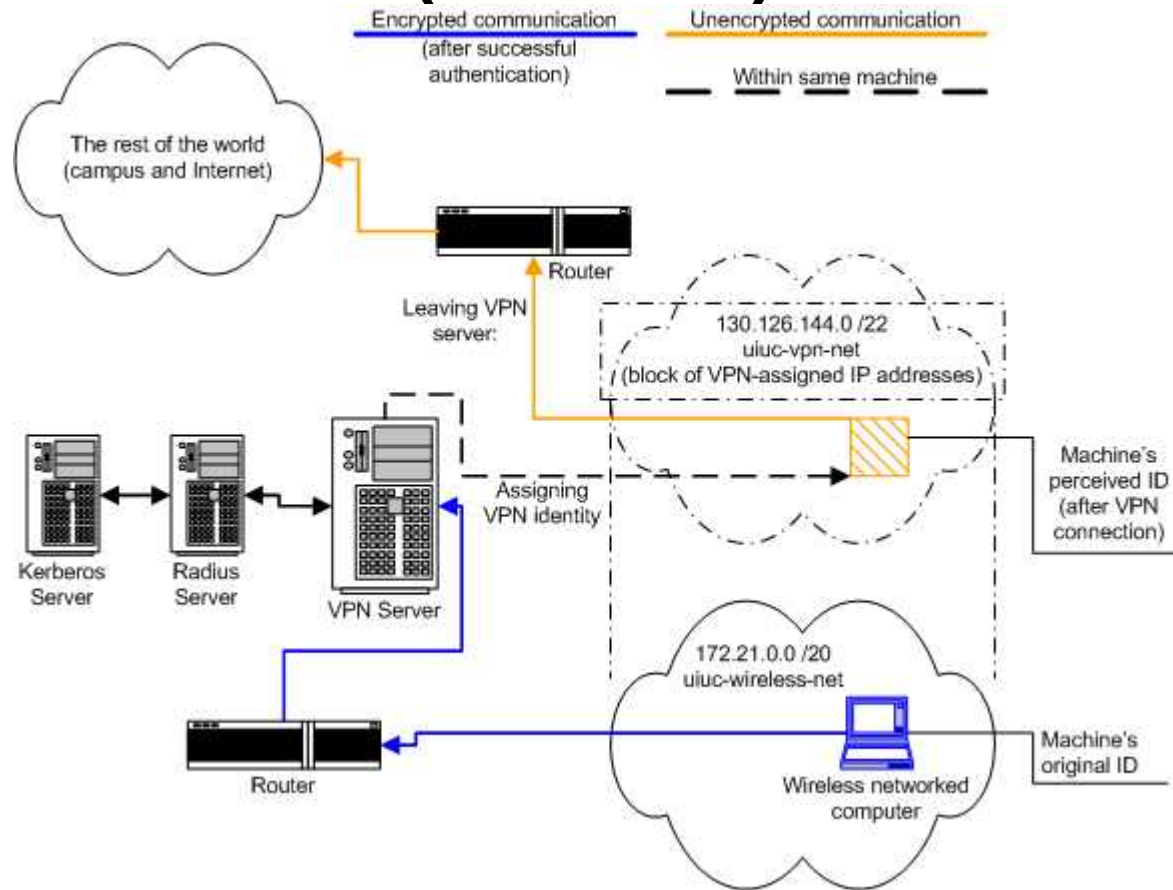 Encrypted communication
(after successful
authentication)
Unencrypted communication
Within same machine
The rest of the world
(campus and Internet)
Router
Leaving VPN
server:
130.126.144.0 /22
uiuc-vpn-net
(block of VPN-assigned IP addresses)
Machine's
perceived ID
(after VPN
connection)
Assigning
VPN identity
Kerberos
Server
Radius
Server
VPN Server
172.21.0.0 /20
uiuc-wireless-net
Router
Wireless networked
computer
Machine's
original ID